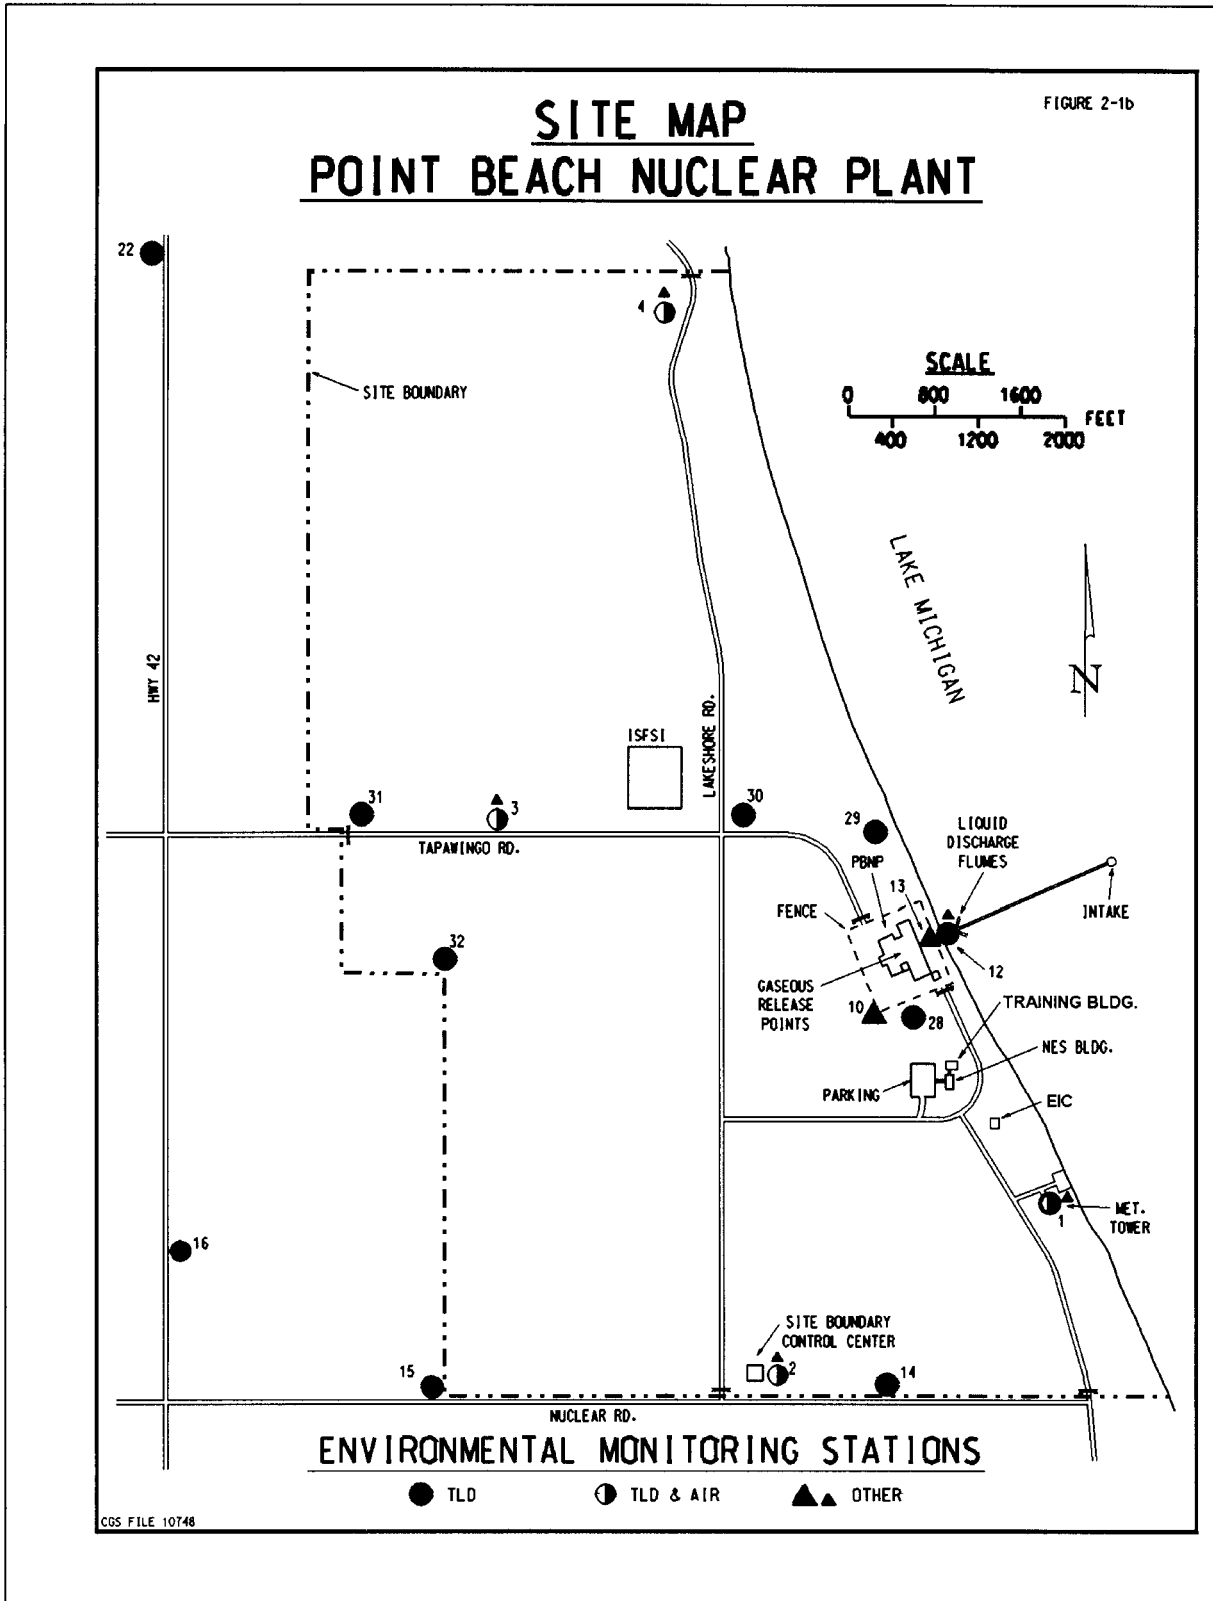 FIGURE 2-1b
SITE MAP
POINT BEACH NUCLEAR PLANT
22
4
SITE BOUNDARY
SCALE
0 800 1600
FEET
400 1200 2000
LAKE MICHIGAN
N
HWY 42
LAKESHORE RD.
ISFSI
31
3
30
29
TAPAWINGO RD.
LIQUID
DISCHARGE
FLUMES
PBNP
13
FENCE
INTAKE
32
12
GASEOUS
RELEASE
POINTS
10
28
TRAINING BLDG.
NES BLDG.
PARKING
EIC
1
MET.
TOWER
16
SITE BOUNDARY
CONTROL CENTER
15
2
14
NUCLEAR RD.
ENVIRONMENTAL MONITORING STATIONS
TLD
TLD & AIR
OTHER
CGS FILE 10748